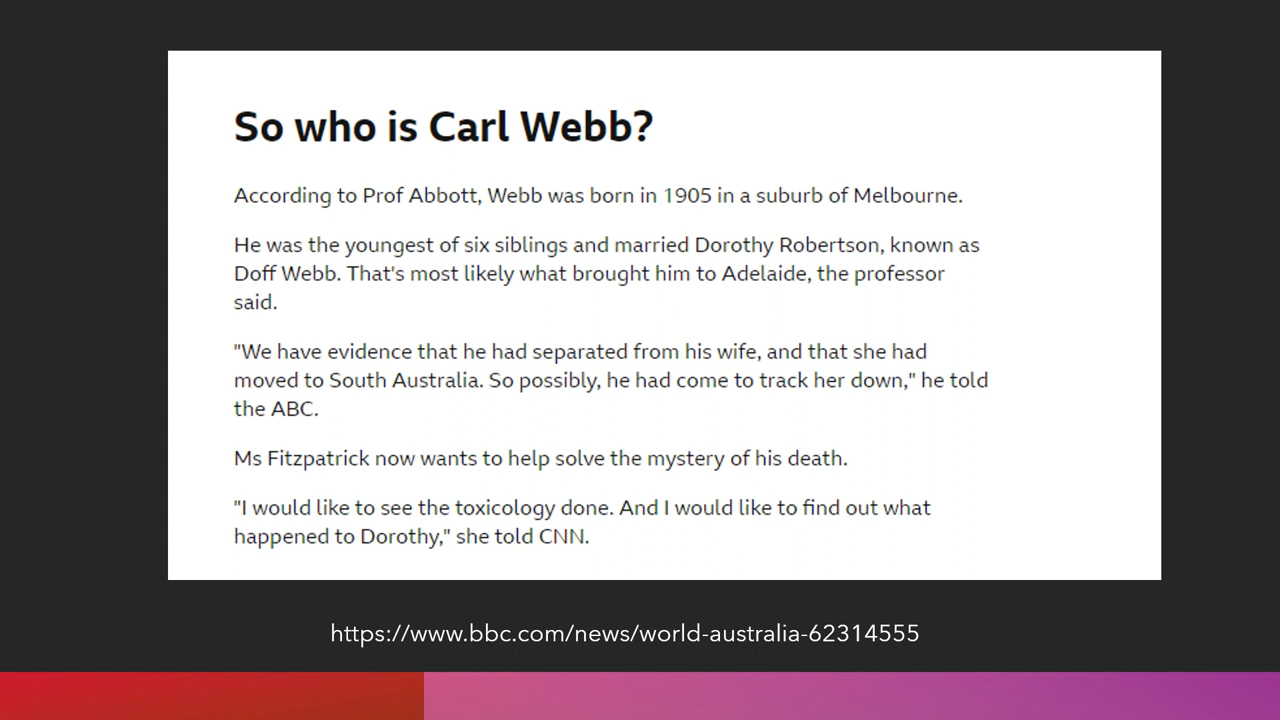 So who is Carl Webb?
According to Prof Abbott, Webb was born in 1905 in a suburb of Melbourne.
He was the youngest of six siblings and married Dorothy Robertson, known as
Doff Webb. That's most likely what brought him to Adelaide, the professor
said.
"We have evidence that he had separated from his wife, and that she had
moved to South Australia. So possibly, he had come to track her down," he told
the ABC.
Ms Fitzpatrick now wants to help solve the mystery of his death.
"I would like to see the toxicology done. And I would like to find out what
happened to Dorothy," she told CNN.
https://www.bbc.com/news/world-australia-62314555